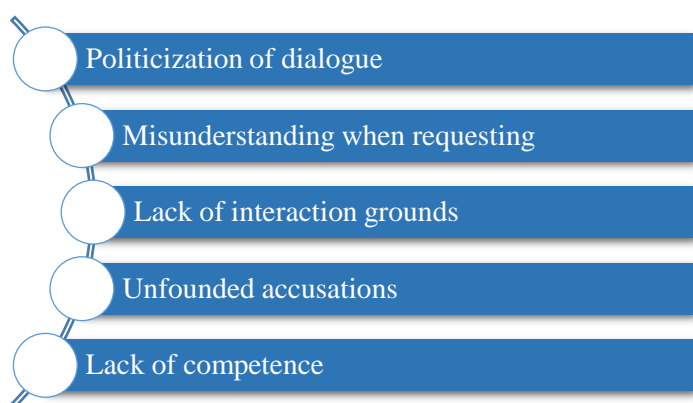 Politicization of dialogue
Misunderstanding when requesting
Lack of interaction grounds
Unfounded accusations
Lack of competence